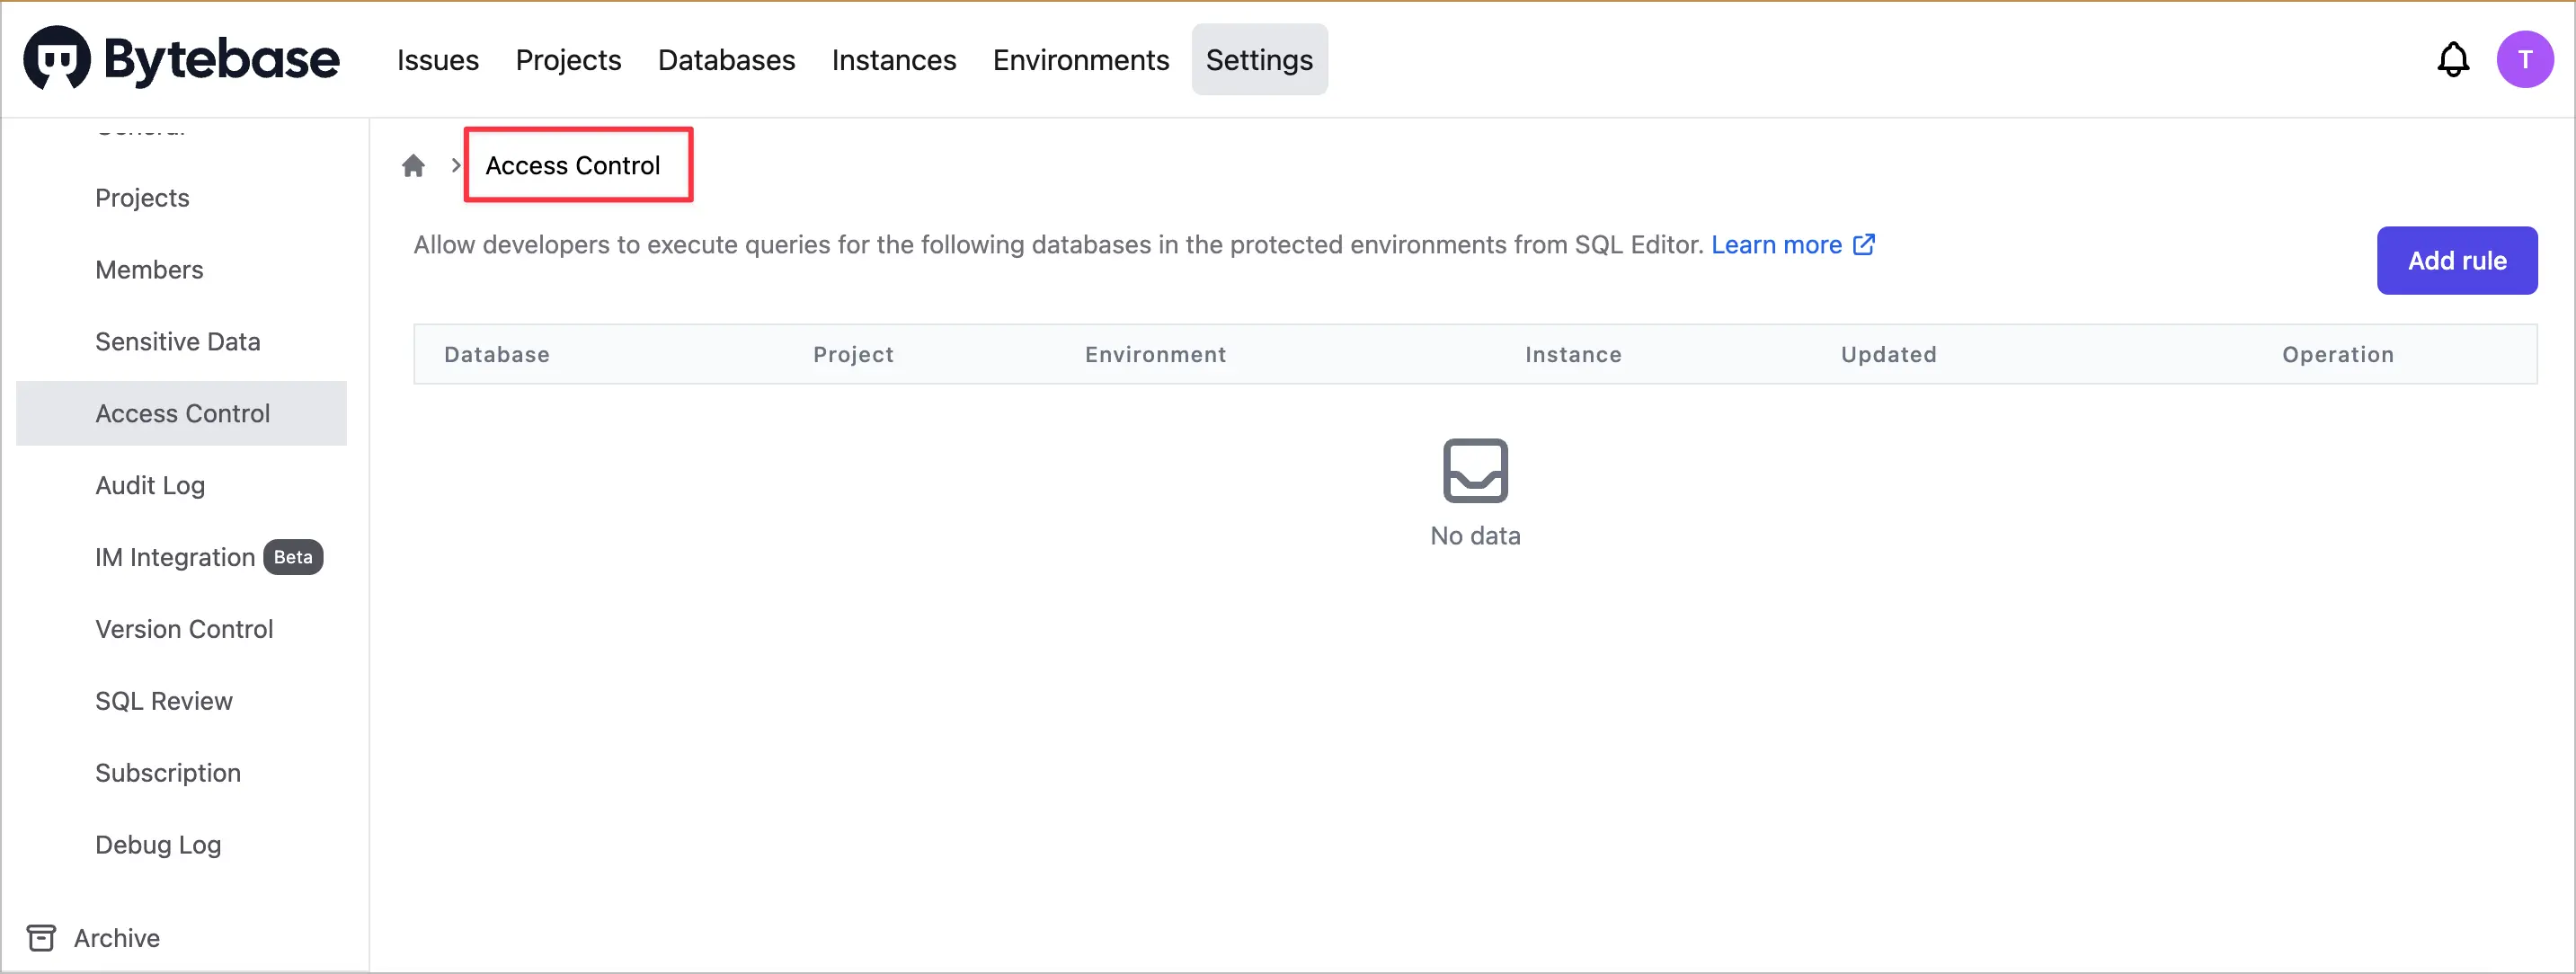 Bytebase
Issues Projects Databases Instances Environments Settings
T
General
Projects
Members
Sensitive Data
Access Control
Audit Log
IM Integration Beta
Version Control
SQL Review
Subscription
Debug Log
Archive
Access Control
Allow developers to execute queries for the following databases in the protected environments from SQL Editor. Learn more
Add rule
Database Project Environment Instance Updated Operation
No data